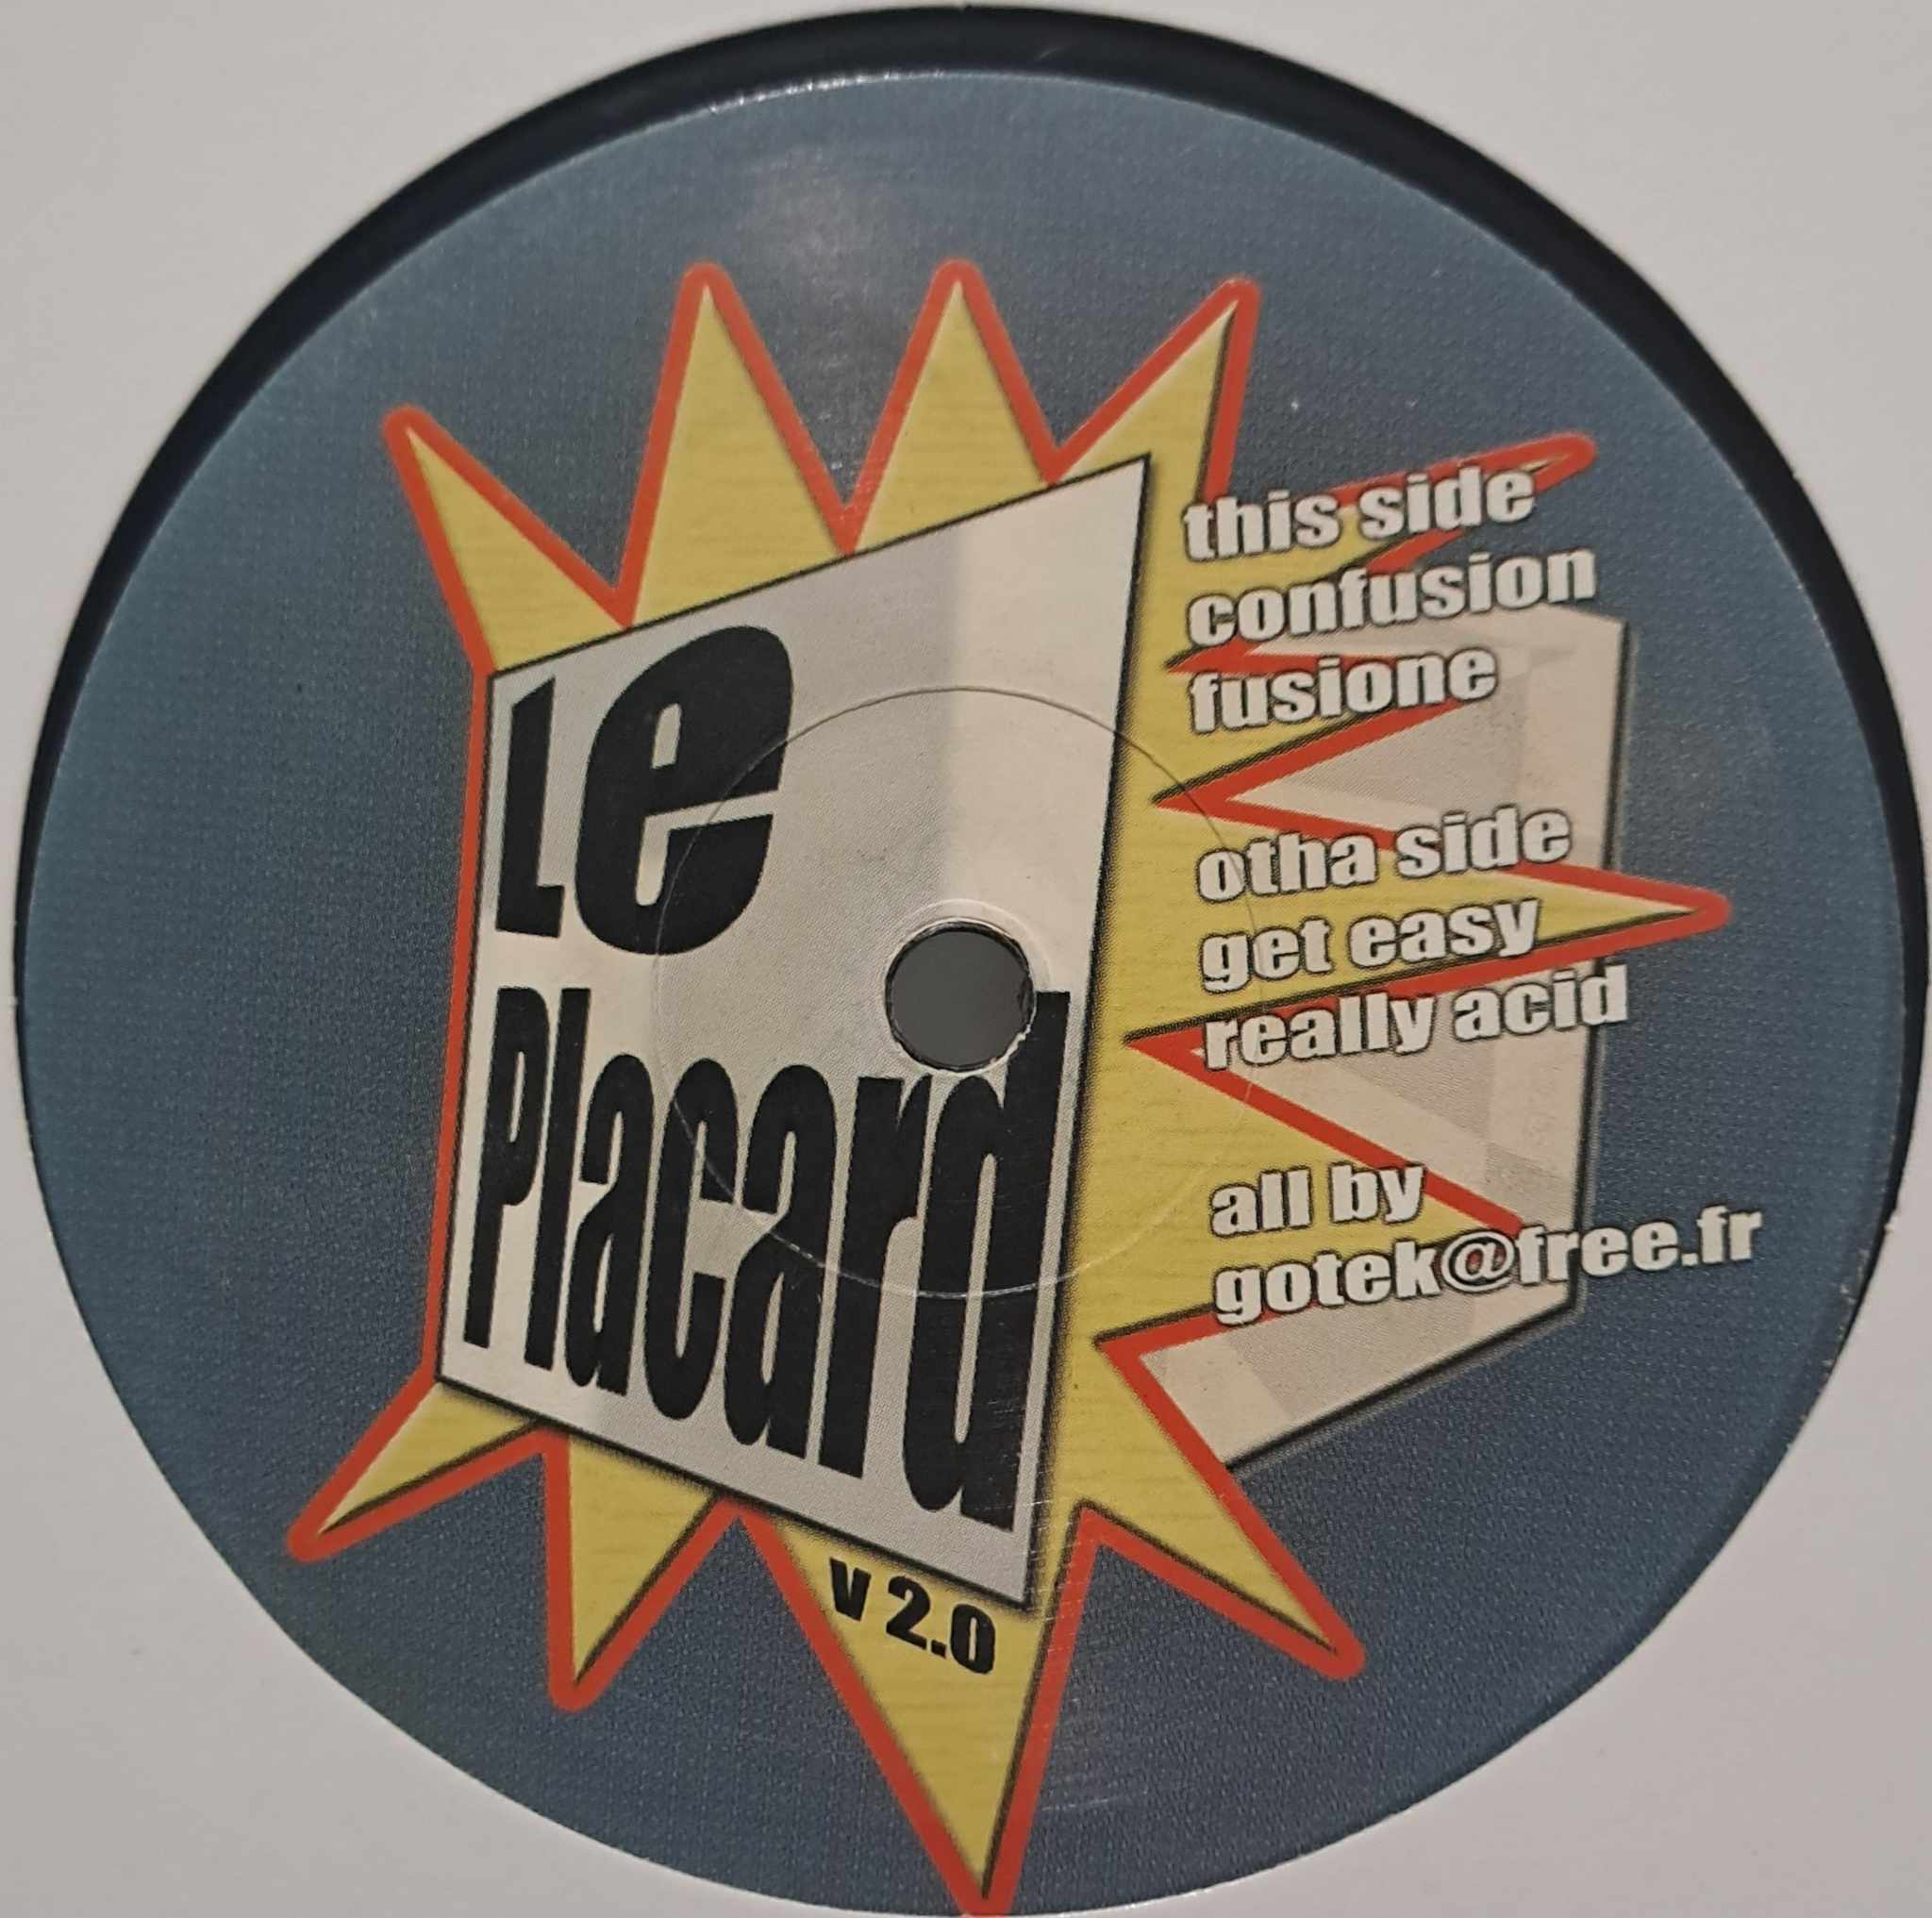 Le
Placard
v 2.0
this side
confusion
fusione
otha side
get easy
really acid
all by
gotek@free.fr